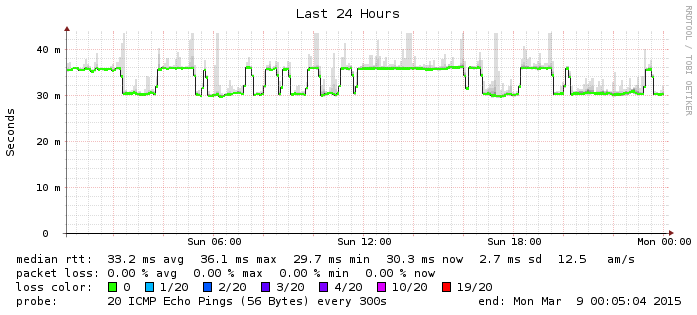 Last 24 Hours
RRDTOOL / TOBI OETIKER
Seconds
40 m
30 m
20 m
10 m
0
Sun 06:00 Sun 12:00 Sun 18:00 Mon 00:00
median rtt: 33.2 ms avg 36.1 ms max 29.7 ms min 30.3 ms now 2.7 ms sd 12.5 am/s
packet loss: 0.00 % avg 0.00 % max 0.00 % min 0.00 % now
loss color: 0 1/20 2/20 3/20 4/20 10/20 19/20
probe: 20 ICMP Echo Pings (56 Bytes) every 300s end: Mon Mar 9 00:05:04 2015